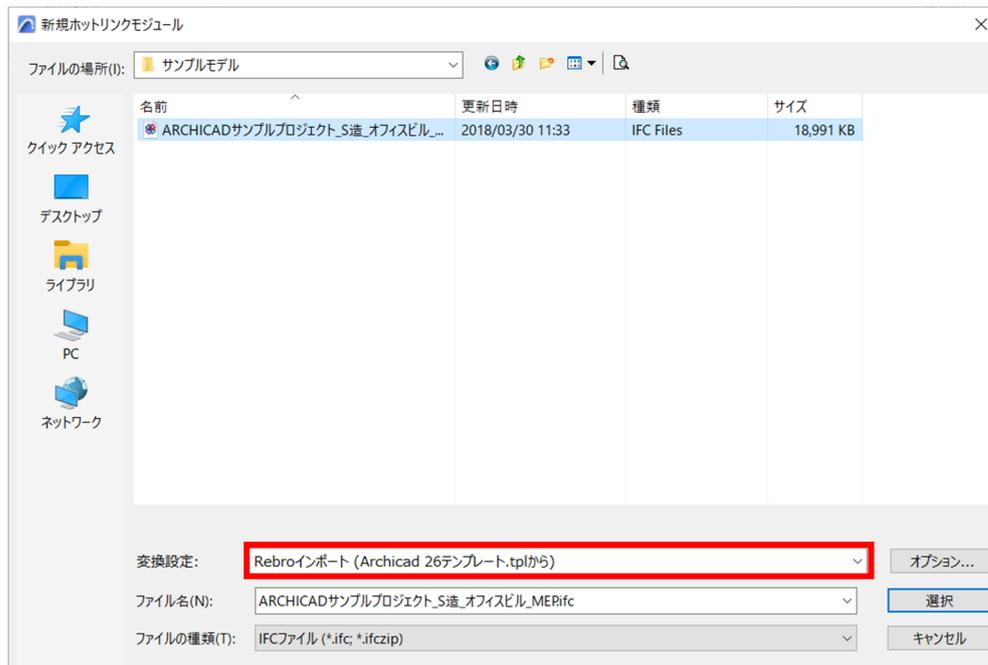 新規ホットリンクモジュール
ファイルの場所(I): サンプルモデル
名前 更新日時 種類 サイズ
ARCHICADサンプルプロジェクト_S造_オフィスビル_... 2018/03/30 11:33 IFC Files 18,991 KB
クイック アクセス
デスクトップ
ライブラリ
PC
ネットワーク
変換設定: Rebroインポート (Archicad 26テンプレート.tplから) オプション...
ファイル名(N): ARCHICADサンプルプロジェクト_S造_オフィスビル_MEP.ifc 選択
ファイルの種類(T): IFCファイル (*.ifc; *.ifczip) キャンセル